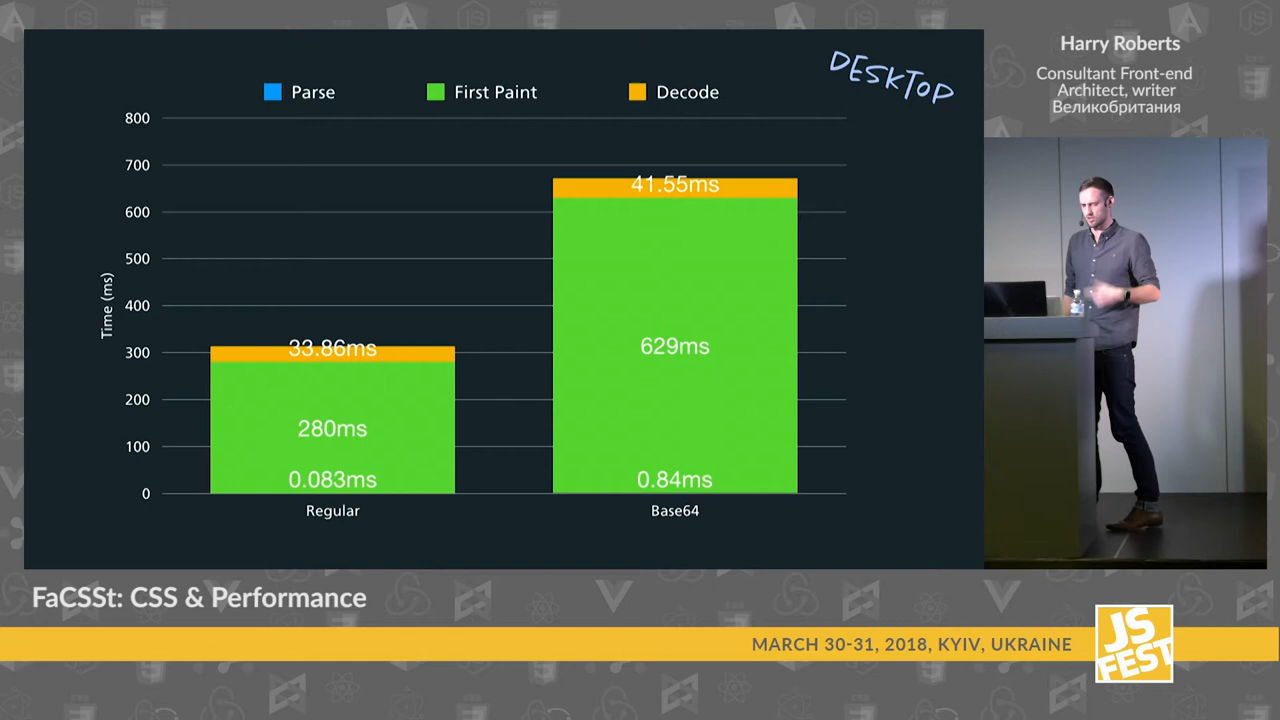 DESKTOP
Parse
First Paint
Decode
800
700
600
500
400
300
200
100
0
Time (ms)
33.86ms
280ms
0.083ms
41.55ms
629ms
0.84ms
Regular
Base64
Harry Roberts
Consultant Front-end
Architect, writer
Великобритания
FaCSSt: CSS & Performance
MARCH 30-31, 2018, KYIV, UKRAINE
JS
FEST